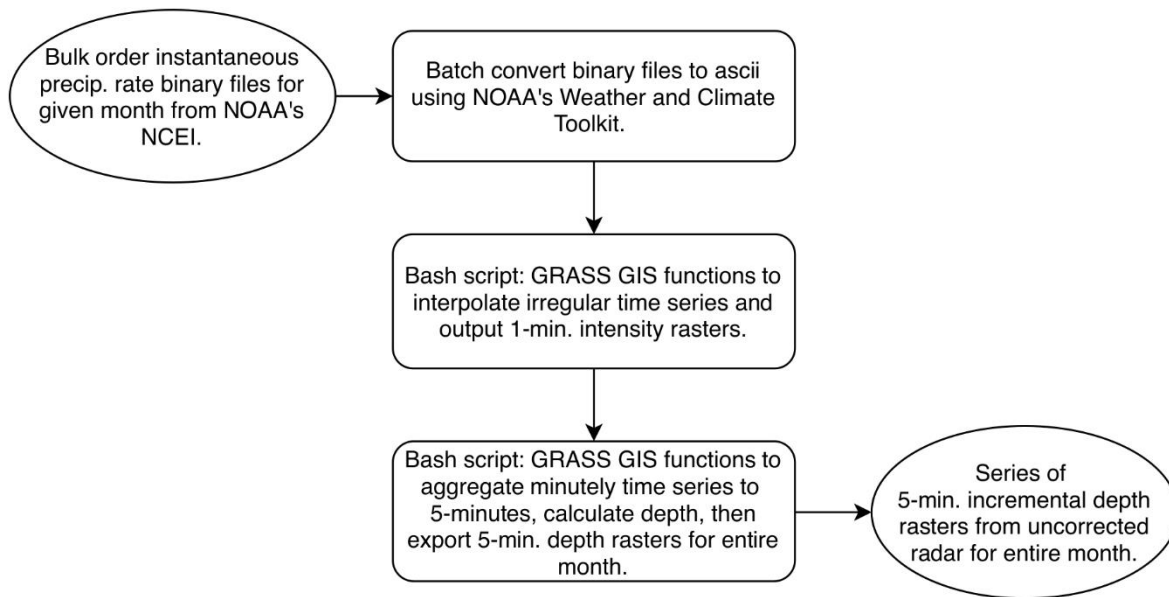 Bulk order instantaneous
precip. rate binary files for
given month from NOAA's
NCEI.
Batch convert binary files to ascii
using NOAA's Weather and Climate
Toolkit.
Bash script: GRASS GIS functions to
interpolate irregular time series and
output 1-min. intensity rasters.
Bash script: GRASS GIS functions to
aggregate minutely time series to
5-minutes, calculate depth, then
export 5-min. depth rasters for entire
month.
Series of
5-min. incremental depth
rasters from uncorrected
radar for entire month.